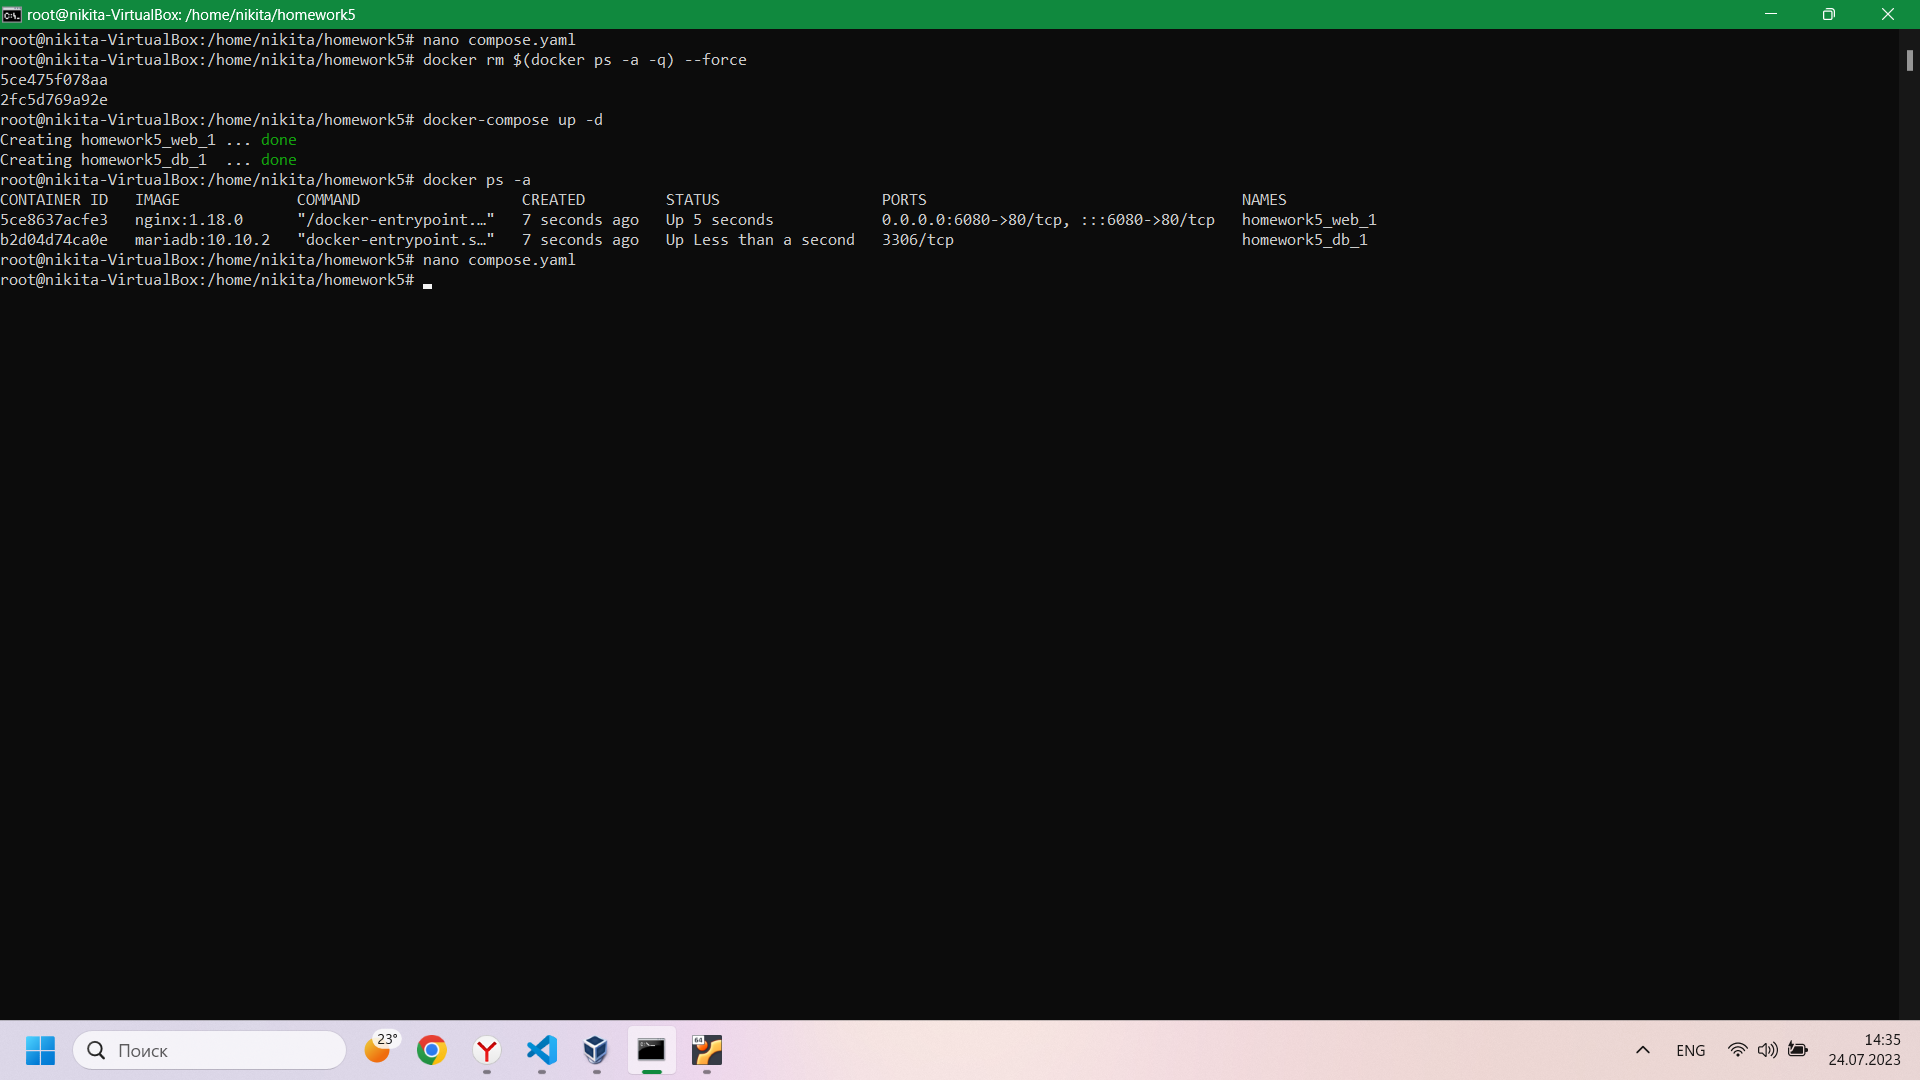 root@nikita-VirtualBox: /home/nikita/homework5
root@nikita-VirtualBox:/home/nikita/homework5# nano compose.yaml
root@nikita-VirtualBox:/home/nikita/homework5# docker rm $(docker ps -a -q) --force
5ce475f078aa
2fc5d769a92e
root@nikita-VirtualBox:/home/nikita/homework5# docker-compose up -d
Creating homework5_web_1 ... done
Creating homework5_db_1  ... done
root@nikita-VirtualBox:/home/nikita/homework5# docker ps -a
CONTAINER ID   IMAGE             COMMAND                  CREATED         STATUS                  PORTS                                   NAMES
5ce8637acfe3   nginx:1.18.0      "/docker-entrypoint.…"   7 seconds ago   Up 5 seconds            0.0.0.0:6080->80/tcp, :::6080->80/tcp   homework5_web_1
b2d04d74ca0e   mariadb:10.10.2   "docker-entrypoint.s…"   7 seconds ago   Up Less than a second   3306/tcp                                homework5_db_1
root@nikita-VirtualBox:/home/nikita/homework5# nano compose.yaml
root@nikita-VirtualBox:/home/nikita/homework5#
Поиск
23°
64
ENG
14:35
24.07.2023